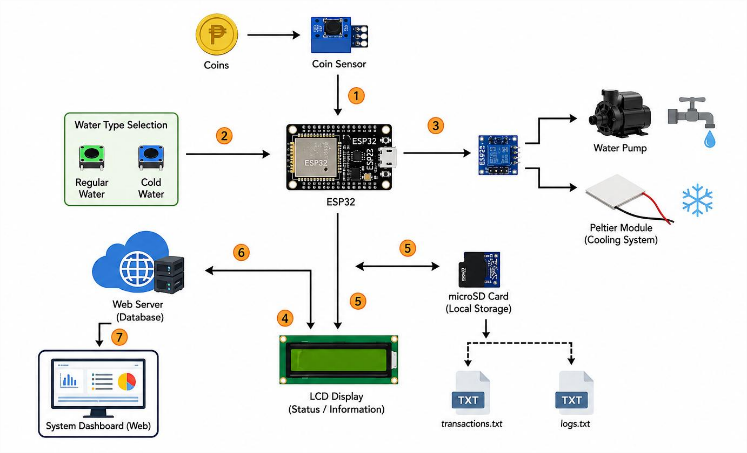 Coins
Coin Sensor
1
Water Type Selection
Regular
Water
Cold
Water
2
ESP32
ESP32
ESP32
3
Water Pump
Peltier Module
(Cooling System)
Web Server
(Database)
6
5
microSD Card
(Local Storage)
4
5
7
System Dashboard (Web)
LCD Display
(Status / Information)
TXT
transactions.txt
TXT
logs.txt